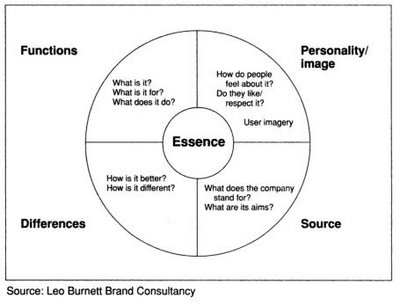 Functions
Personality/
image
What is it?
What is it for?
What does it do?
How do people
feel about it?
Do they like/
respect it?
User imagery
Essence
How is it better?
How is it different?
What does the company
stand for?
What are its aims?
Differences
Source
Source: Leo Burnett Brand Consultancy